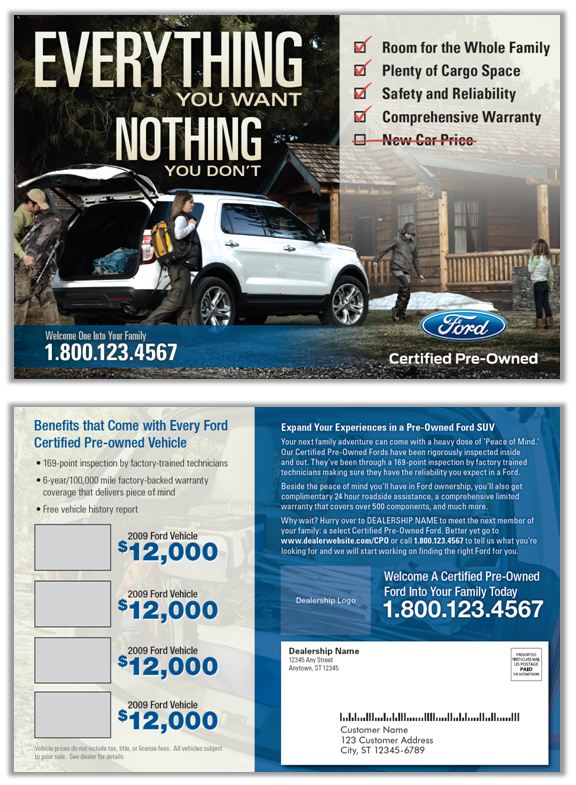 EVERYTHING
YOU WANT
NOTHING
YOU DON'T
Room for the Whole Family
Plenty of Cargo Space
Safety and Reliability
Comprehensive Warranty
New Car Price
Welcome One Into Your Family
1.800.123.4567
Ford
Certified Pre-Owned
Benefits that Come with Every Ford
Certified Pre-owned Vehicle
• 169-point inspection by factory-trained technicians
• 6-year/100,000 mile factory-backed warranty
coverage that delivers piece of mind
• Free vehicle history report
2009 Ford Vehicle
$12,000
2009 Ford Vehicle
$12,000
2009 Ford Vehicle
$12,000
2009 Ford Vehicle
$12,000
Vehicle prices do not include tax, title, or license fees. All vehicles subject
to prior sale. See dealer for details.
Expand Your Experiences in a Pre-Owned Ford SUV
Your next family adventure can come with a heavy dose of 'Peace of Mind.'
Our Certified Pre-Owned Fords have been rigorously inspected inside
and out. They've been through a 169-point inspection by factory trained
technicians making sure they have the reliability you expect in a Ford.
Beside the peace of mind you'll have in Ford ownership, you'll also get
complimentary 24 hour roadside assistance, a comprehensive limited
warranty that covers over 500 components, and much more.
Why wait? Hurry over to DEALERSHIP NAME to meet the next member of
your family: a select Certified Pre-Owned Ford. Better yet go to
www.dealerwebsite.com/CPO or call 1.800.123.4567 to tell us what you're
looking for and we will start working on finding the right Ford for you.
Dealership Logo
Welcome A Certified Pre-Owned
Ford Into Your Family Today
1.800.123.4567
Dealership Name
12345 Any Street
Anytown, ST 12345
PRESORTED
FIRST-CLASS MAIL
US POSTAGE
PAID
Customer Name
123 Customer Address
City, ST 12345-6789